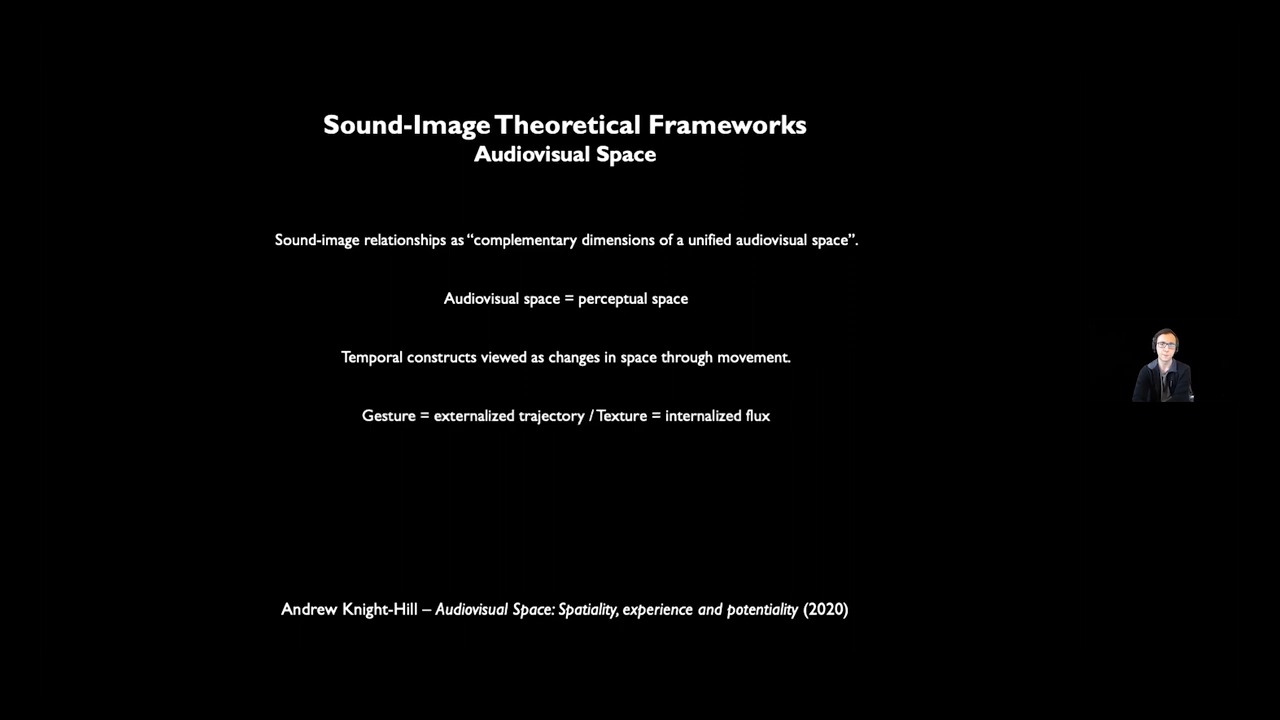 Sound-Image Theoretical Frameworks
Audiovisual Space
Sound-image relationships as “complementary dimensions of a unified audiovisual space”.
Audiovisual space = perceptual space
Temporal constructs viewed as changes in space through movement.
Gesture = externalized trajectory / Texture = internalized flux
Andrew Knight-Hill – Audiovisual Space: Spatiality, experience and potentiality (2020)